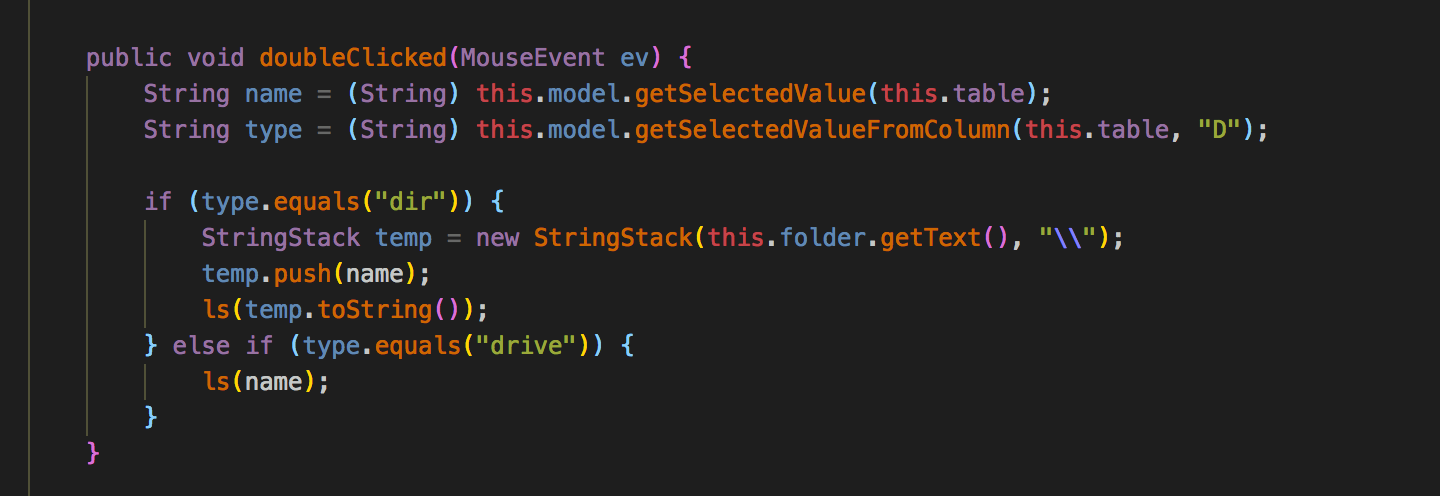 public void doubleClicked(MouseEvent ev) {
    String name = (String) this.model.getSelectedValue(this.table);
    String type = (String) this.model.getSelectedValueFromColumn(this.table, "D");

    if (type.equals("dir")) {
        StringStack temp = new StringStack(this.folder.getText(), "\\");
        temp.push(name);
        ls(temp.toString());
    } else if (type.equals("drive")) {
        ls(name);
    }
}